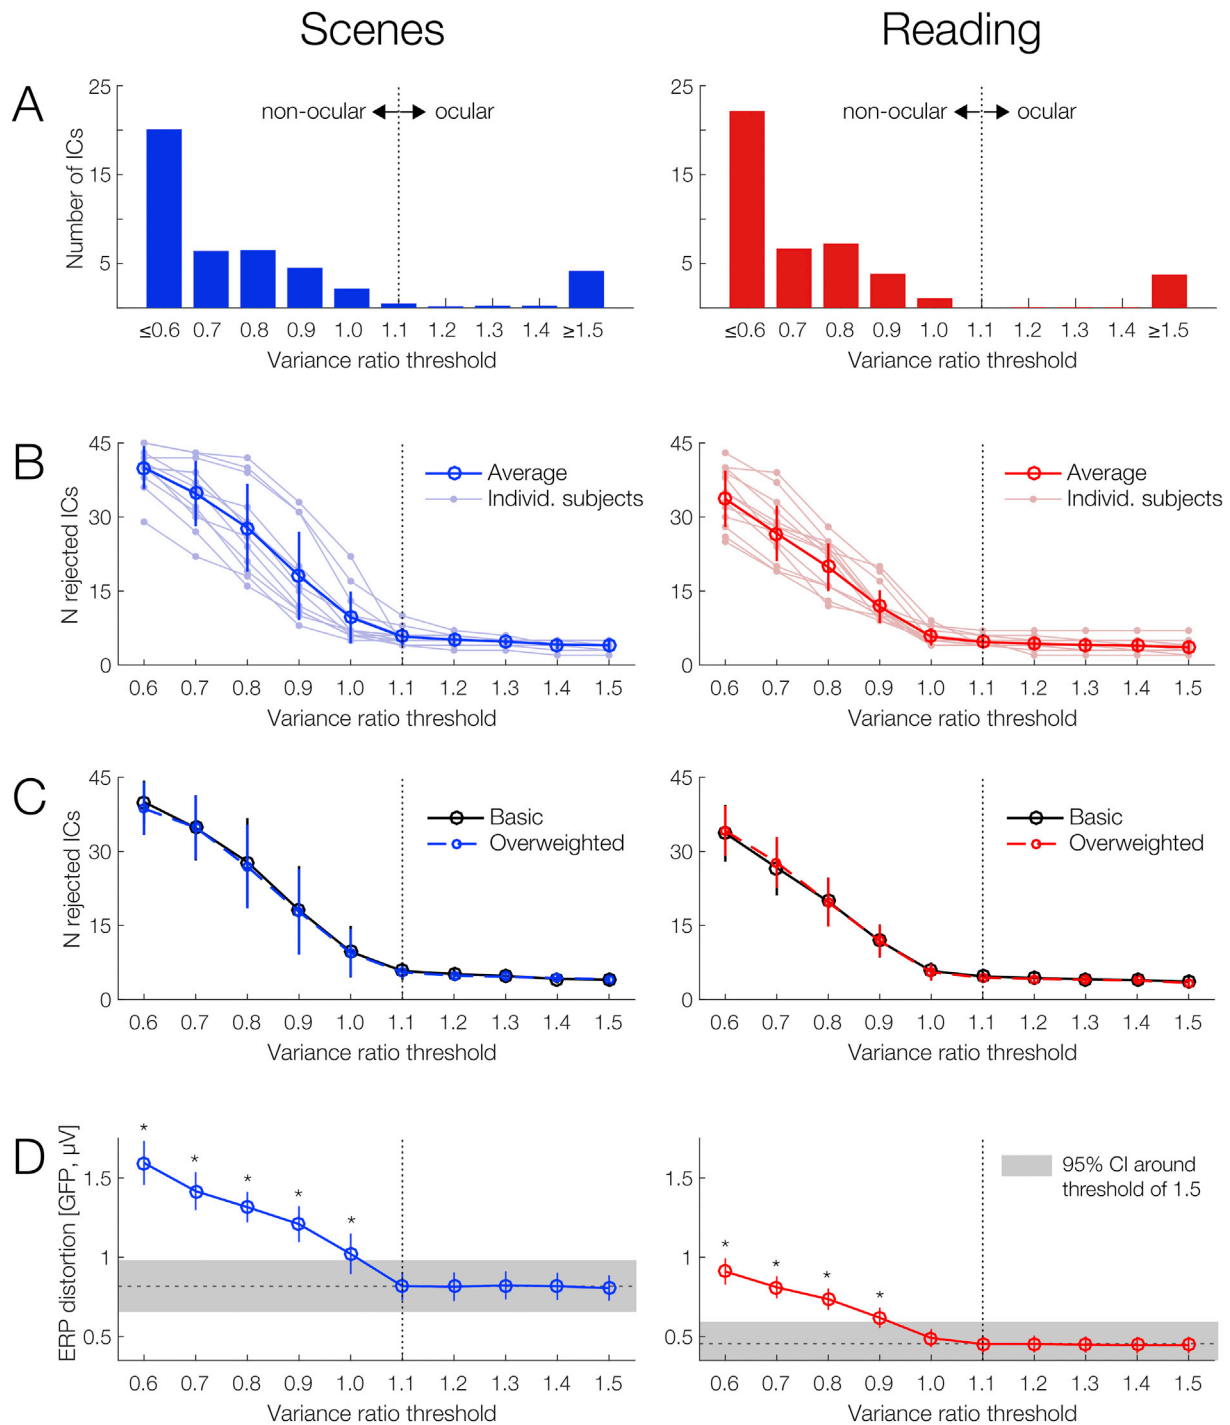 Scenes
Reading
A
25
15
5
Number of ICs
non-ocular
ocular
≤0.6 0.7 0.8 0.9 1.0 1.1 1.2 1.3 1.4 ≥1.5
Variance ratio threshold
25
15
5
non-ocular
ocular
≤0.6 0.7 0.8 0.9 1.0 1.1 1.2 1.3 1.4 ≥1.5
Variance ratio threshold
B
45
30
15
0
N rejected ICs
Average
Individ. subjects
0.6 0.7 0.8 0.9 1.0 1.1 1.2 1.3 1.4 1.5
Variance ratio threshold
45
30
15
0
Average
Individ. subjects
0.6 0.7 0.8 0.9 1.0 1.1 1.2 1.3 1.4 1.5
Variance ratio threshold
C
45
30
15
0
N rejected ICs
Basic
Overweighted
0.6 0.7 0.8 0.9 1.0 1.1 1.2 1.3 1.4 1.5
Variance ratio threshold
45
30
15
0
Basic
Overweighted
0.6 0.7 0.8 0.9 1.0 1.1 1.2 1.3 1.4 1.5
Variance ratio threshold
D
1.5
1
0.5
ERP distortion [GFP, µV]
* * * * *
0.6 0.7 0.8 0.9 1.0 1.1 1.2 1.3 1.4 1.5
Variance ratio threshold
1.5
1
0.5
95% CI around
threshold of 1.5
* * * *
0.6 0.7 0.8 0.9 1.0 1.1 1.2 1.3 1.4 1.5
Variance ratio threshold